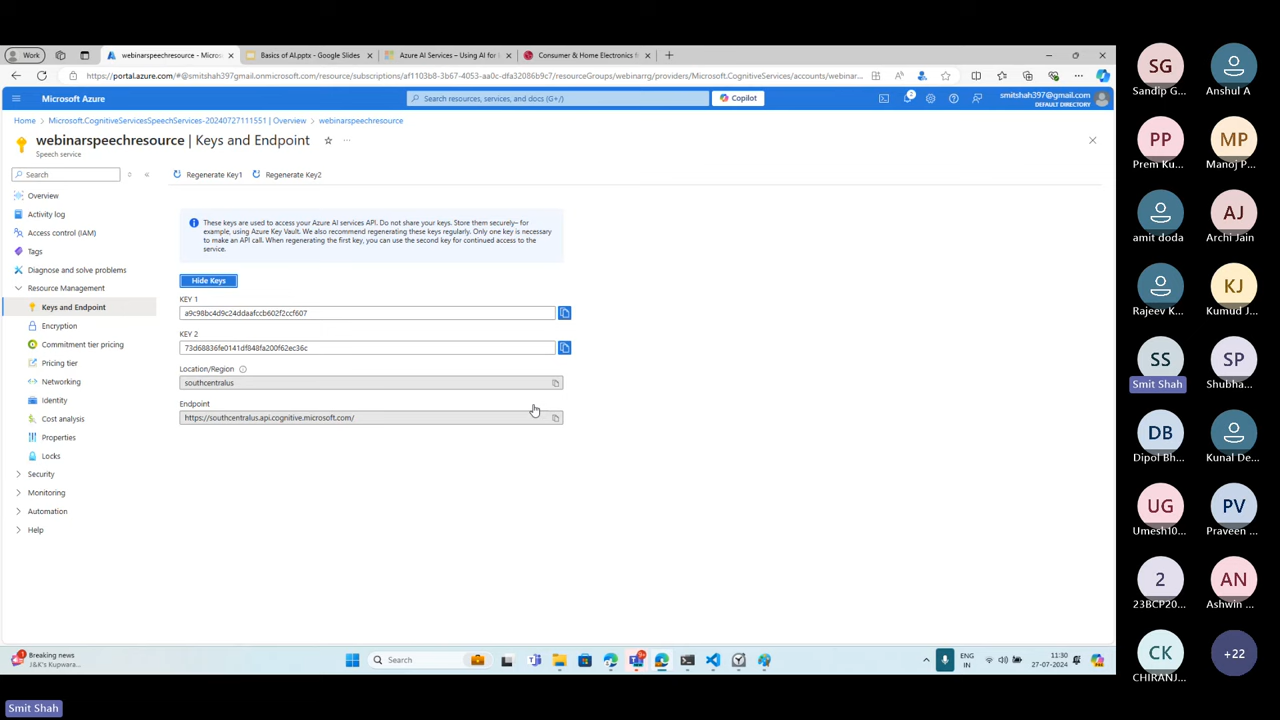 Work
webinarspeechresource - Micros
Basics of AI.pptx - Google Slides
Azure AI Services – Using AI for
Consumer & Home Electronics
https://portal.azure.com/#@smitshah397gmail.onmicrosoft.com/resource/subscriptions/af1103b8-3b67-4053-aa0c-dfa32086b9c7/resourceGroups/webinarrg/providers/Microsoft.CognitiveServices/accounts/webinar...
Microsoft Azure
Search resources, services, and docs (G+/)
Copilot
2
smitshah397@gmail.com
DEFAULT DIRECTORY
Home > Microsoft.CognitiveServicesSpeechServices-20240727111551 | Overview > webinarspeechresource
webinarspeechresource | Keys and Endpoint
Speech service
Search
Regenerate Key1
Regenerate Key2
Overview
Activity log
Access control (IAM)
Tags
Diagnose and solve problems
Resource Management
Keys and Endpoint
Encryption
Commitment tier pricing
Pricing tier
Networking
Identity
Cost analysis
Properties
Locks
Security
Monitoring
Automation
Help
These keys are used to access your Azure AI services API. Do not share your keys. Store them securely– for
example, using Azure Key Vault. We also recommend regenerating these keys regularly. Only one key is necessary
to make an API call. When regenerating the first key, you can use the second key for continued access to the
service.
Hide Keys
KEY 1
a9c98bc4d9c24ddaafccb602f2ccf607
KEY 2
73d68836fe0141df848fa200f62ec36c
Location/Region
southcentralus
Endpoint
https://southcentralus.api.cognitive.microsoft.com/
SG
Sandip G...
Anshul A
PP
Prem Ku...
MP
Manoj P...
amit doda
AJ
Archi Jain
Rajeev K...
KJ
Kumud J...
SS
Smit Shah
SP
Shubha...
DB
Dipol Bh...
Kunal De...
UG
Umesh10...
PV
Praveen ...
2
23BCP20...
AN
Ashwin ...
CK
CHIRANJ...
+22
Breaking news
J&K's Kupwara...
Search
ENG
IN
11:30
27-07-2024
Smit Shah